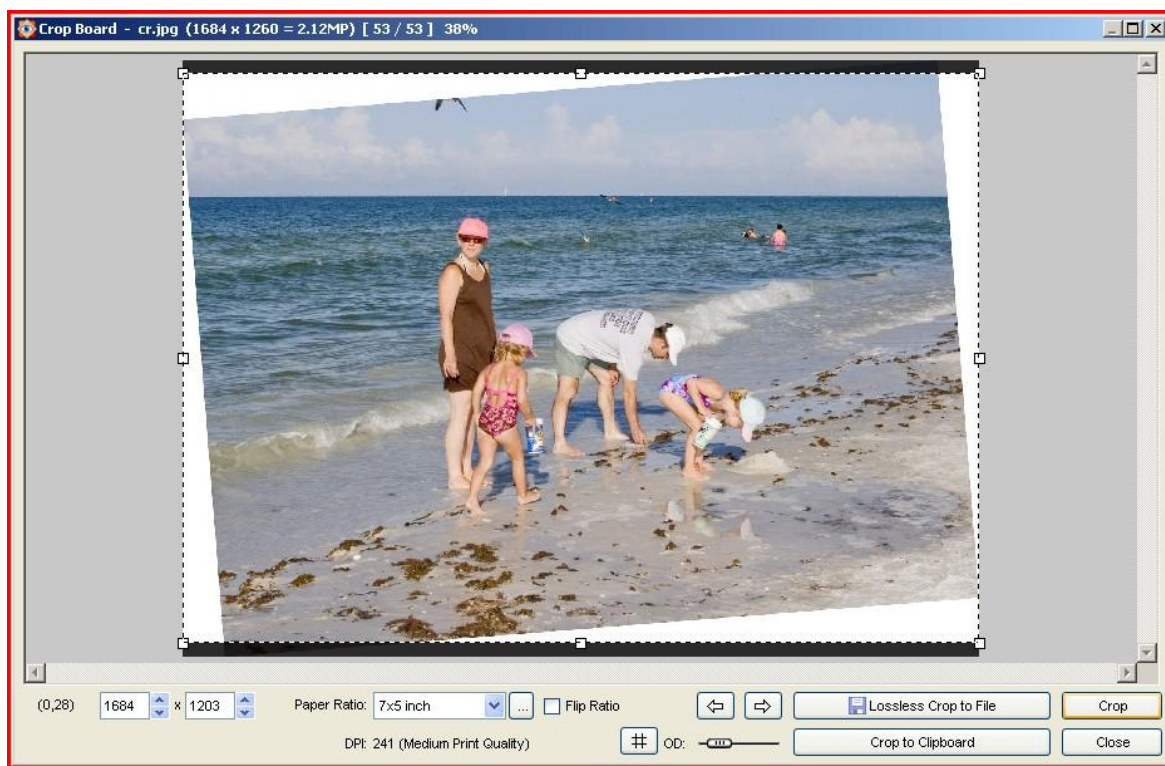 Crop Board - cr.jpg (1684 x 1260 = 2.12MP) [ 53 / 53 ] 38%
(0,28) 1684 x 1203 Paper Ratio: 7x5 inch ... Flip Ratio Lossless Crop to File Crop
DPI: 241 (Medium Print Quality) # OD: Crop to Clipboard Close